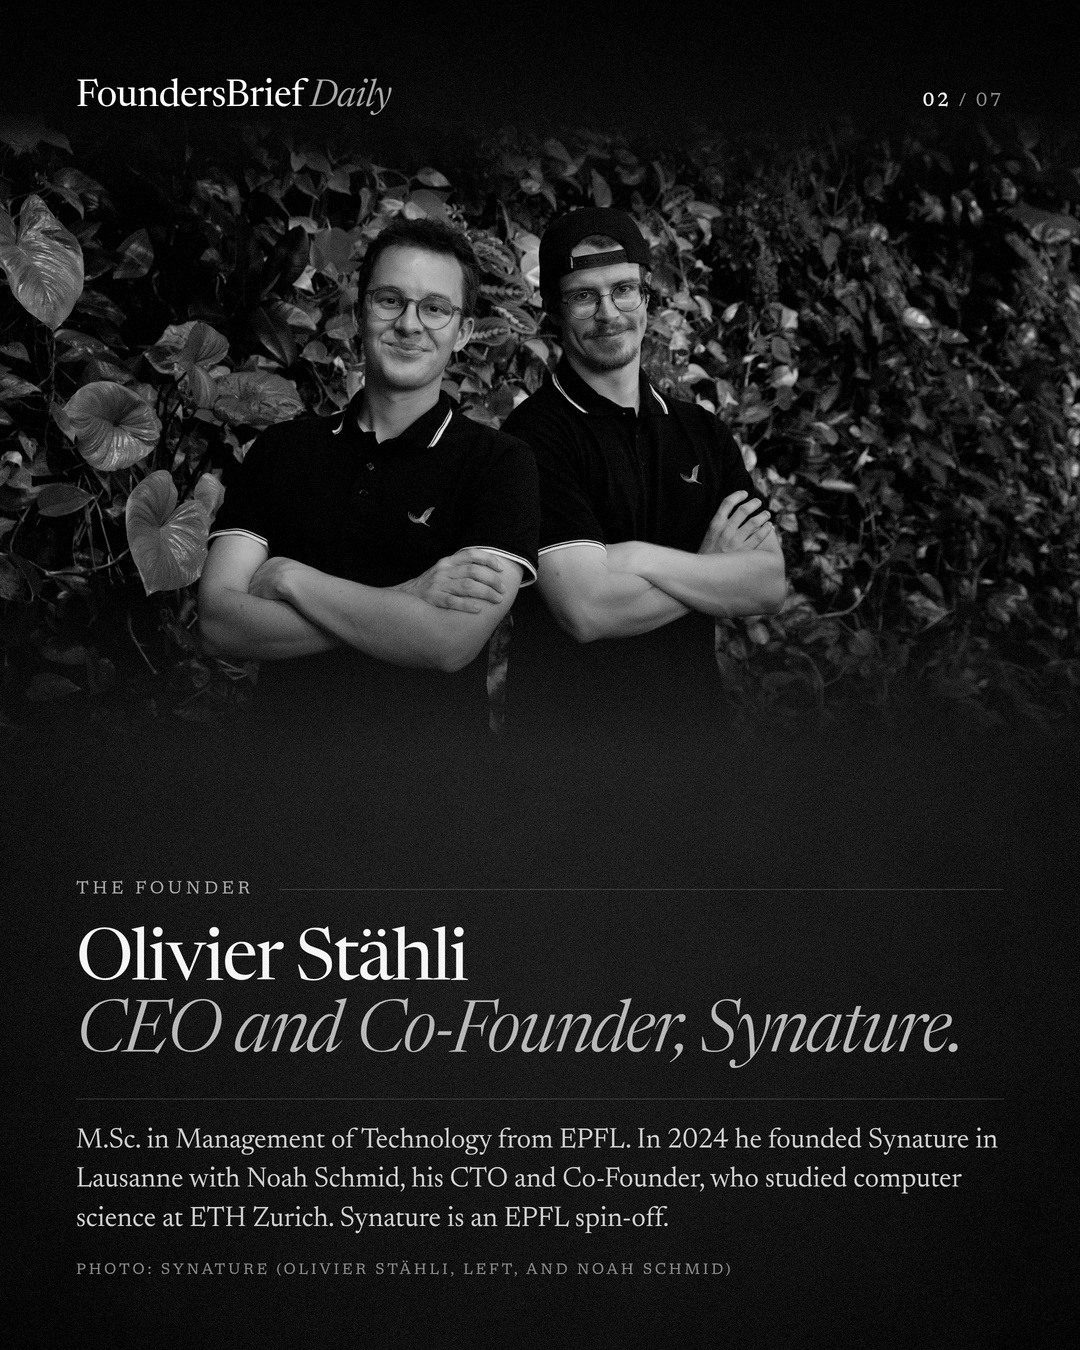 FoundersBrief Daily
02 / 07
THE FOUNDER
Olivier Stähli
CEO and Co-Founder, Synature.
M.Sc. in Management of Technology from EPFL. In 2024 he founded Synature in
Lausanne with Noah Schmid, his CTO and Co-Founder, who studied computer
science at ETH Zurich. Synature is an EPFL spin-off.
PHOTO: SYNATURE (OLIVIER STÄHLI, LEFT, AND NOAH SCHMID)